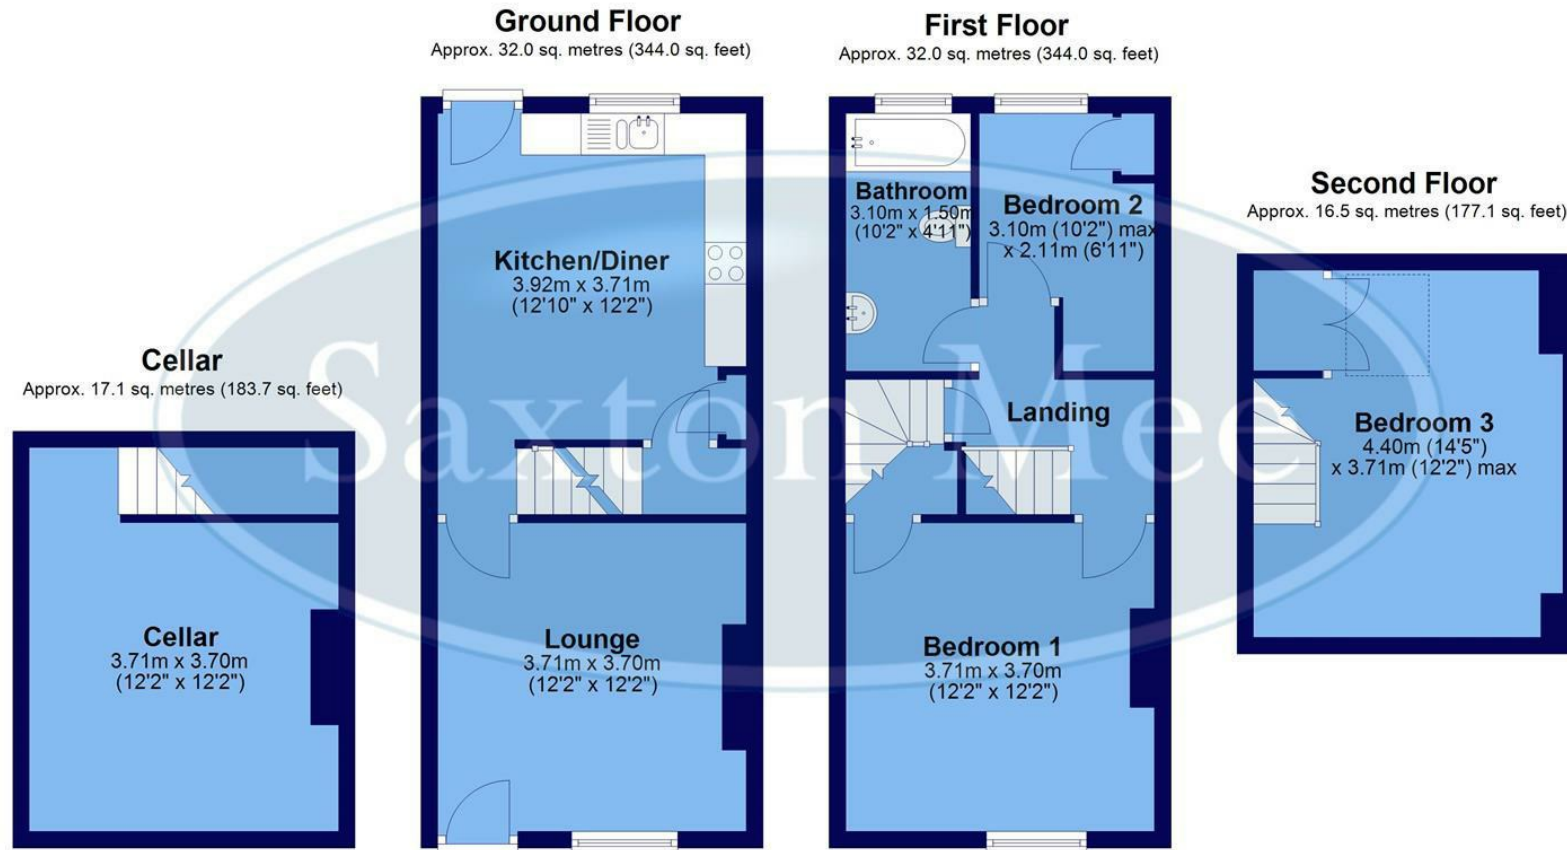 Ground Floor
Approx. 32.0 sq. metres (344.0 sq. feet)
Kitchen/Diner
3.92m x 3.71m
(12'10" x 12'2")
Lounge
3.71m x 3.70m
(12'2" x 12'2")
First Floor
Approx. 32.0 sq. metres (344.0 sq. feet)
Bathroom
3.10m x 1.50m
(10'2" x 4'11")
Bedroom 2
3.10m (10'2") max
x 2.11m (6'11")
Landing
Bedroom 1
3.71m x 3.70m
(12'2" x 12'2")
Second Floor
Approx. 16.5 sq. metres (177.1 sq. feet)
Bedroom 3
4.40m (14'5")
x 3.71m (12'2") max
Cellar
Approx. 17.1 sq. metres (183.7 sq. feet)
Cellar
3.71m x 3.70m
(12'2" x 12'2")
Saxton Mee